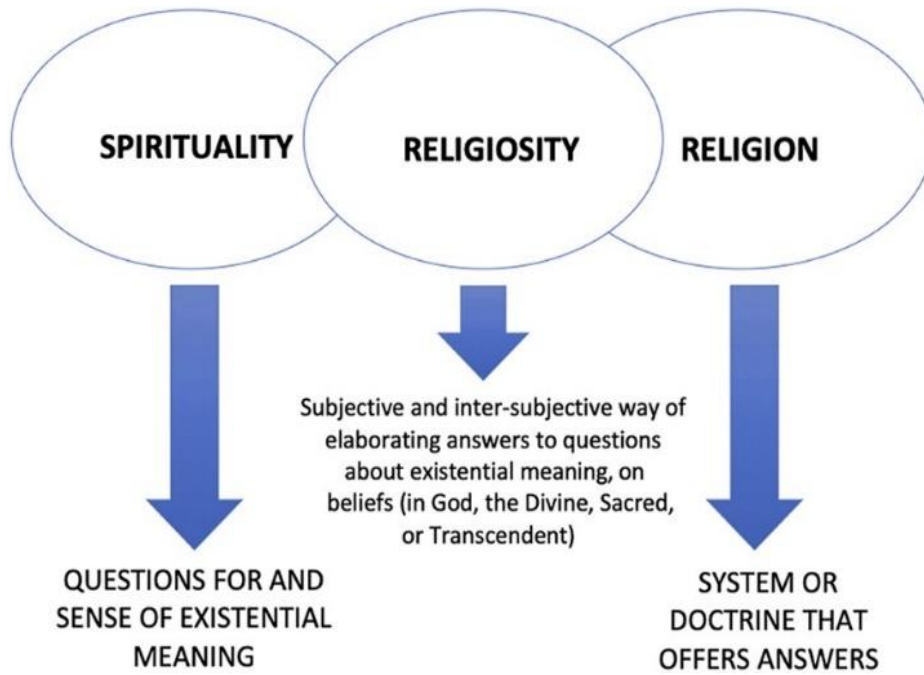 SPIRITUALITY
RELIGIOSITY
RELIGION
Subjective and inter-subjective way of
elaborating answers to questions
about existential meaning, on
beliefs (in God, the Divine, Sacred,
or Transcendent)
QUESTIONS FOR AND
SENSE OF EXISTENTIAL
MEANING
SYSTEM OR
DOCTRINE THAT
OFFERS ANSWERS